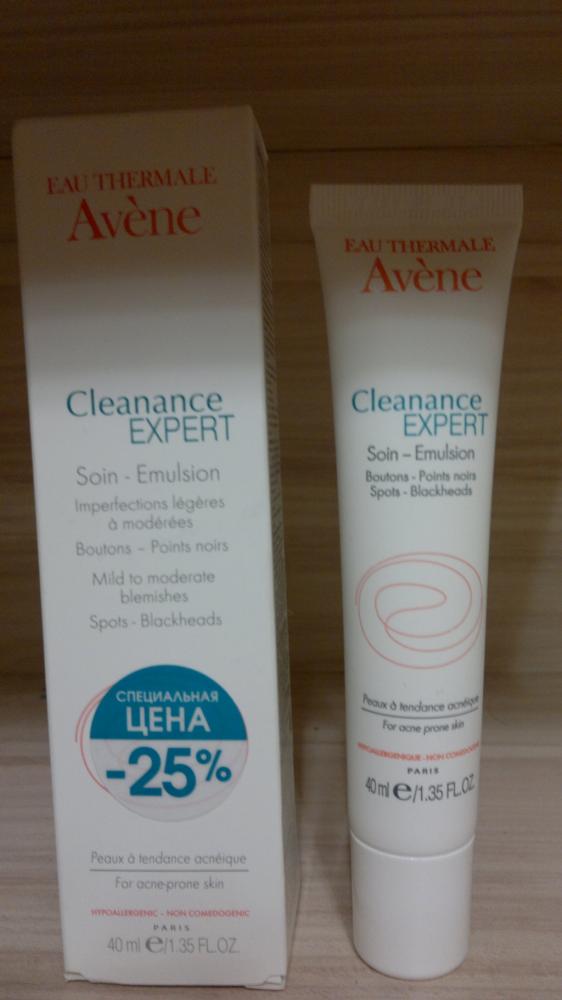 EAU THERMALE
Avène
Cleanance
EXPERT
Soin - Emulsion
Imperfections légères
à modérées
Boutons - Points noirs
Mild to moderate
blemishes
Spots - Blackheads
СПЕЦИАЛЬНАЯ
ЦЕНА
-25%
Peaux à tendance acnéique
For acne-prone skin
HYPOALLERGENIC - NON COMEDOGENIC
PARIS
40 ml e/1.35 FL.OZ.
EAU THERMALE
Avène
Cleanance
EXPERT
Soin – Emulsion
Boutons - Points noirs
Spots - Blackheads
Peaux à tendance acnéique
For acne prone skin
HYPOALLERGENIQUE - NON COMEDOGENE
PARIS
40 ml e/1.35 FL.OZ.